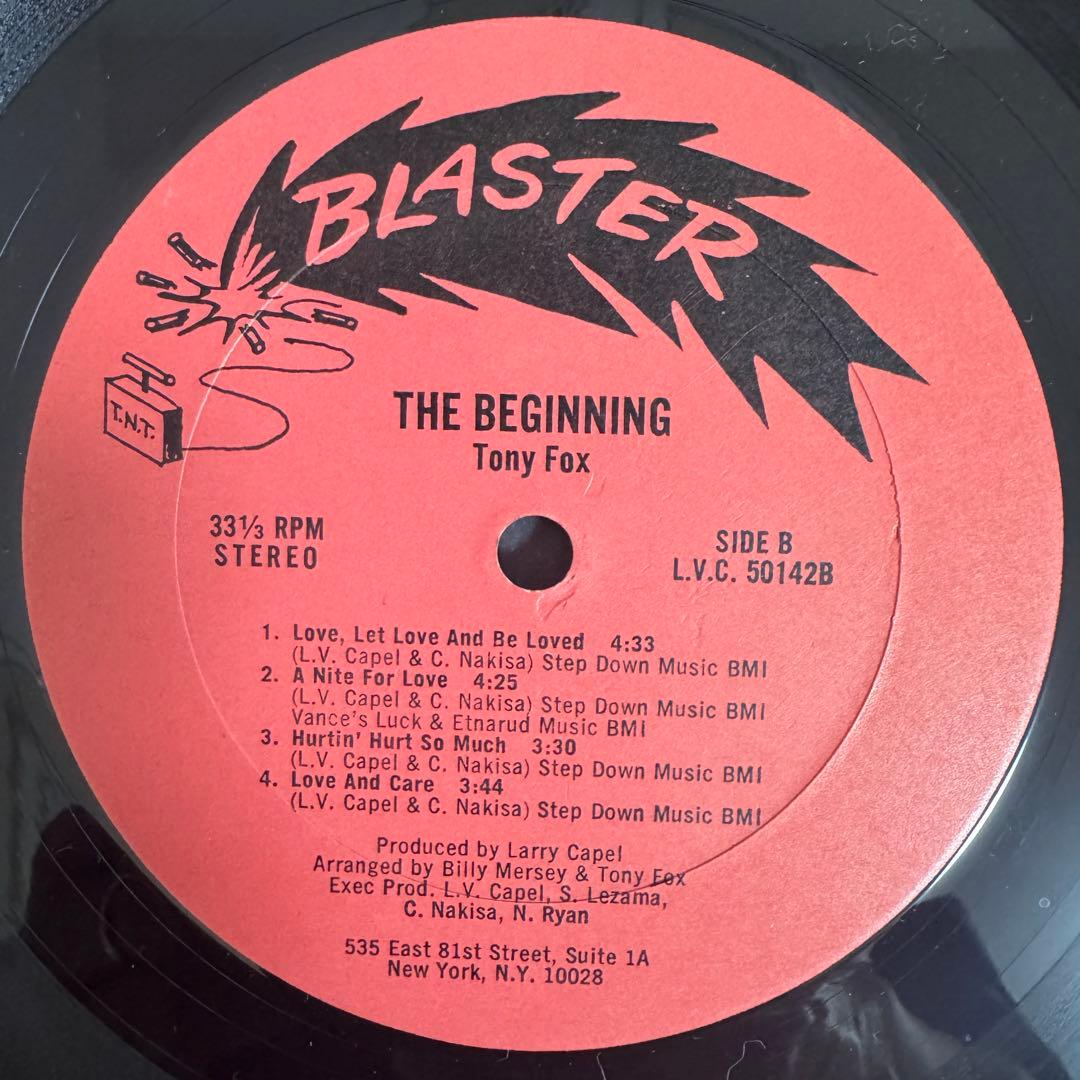 BLASTER
T.N.T.
THE BEGINNING
Tony Fox
33⅓ RPM
STEREO
SIDE B
L.V.C. 50142B
1. Love, Let Love And Be Loved 4:33
(L.V. Capel & C. Nakisa) Step Down Music BMI
2. A Nite For Love 4:25
(L.V. Capel & C. Nakisa) Step Down Music BMI
Vance's Luck & Etnarud Music BMI
3. Hurtin' Hurt So Much 3:30
(L.V. Capel & C. Nakisa) Step Down Music BMI
4. Love And Care 3:44
(L.V. Capel & C. Nakisa) Step Down Music BMI
Produced by Larry Capel
Arranged by Billy Mersey & Tony Fox
Exec Prod. L.V. Capel, S. Lezama,
C. Nakisa, N. Ryan
535 East 81st Street, Suite 1A
New York, N.Y. 10028